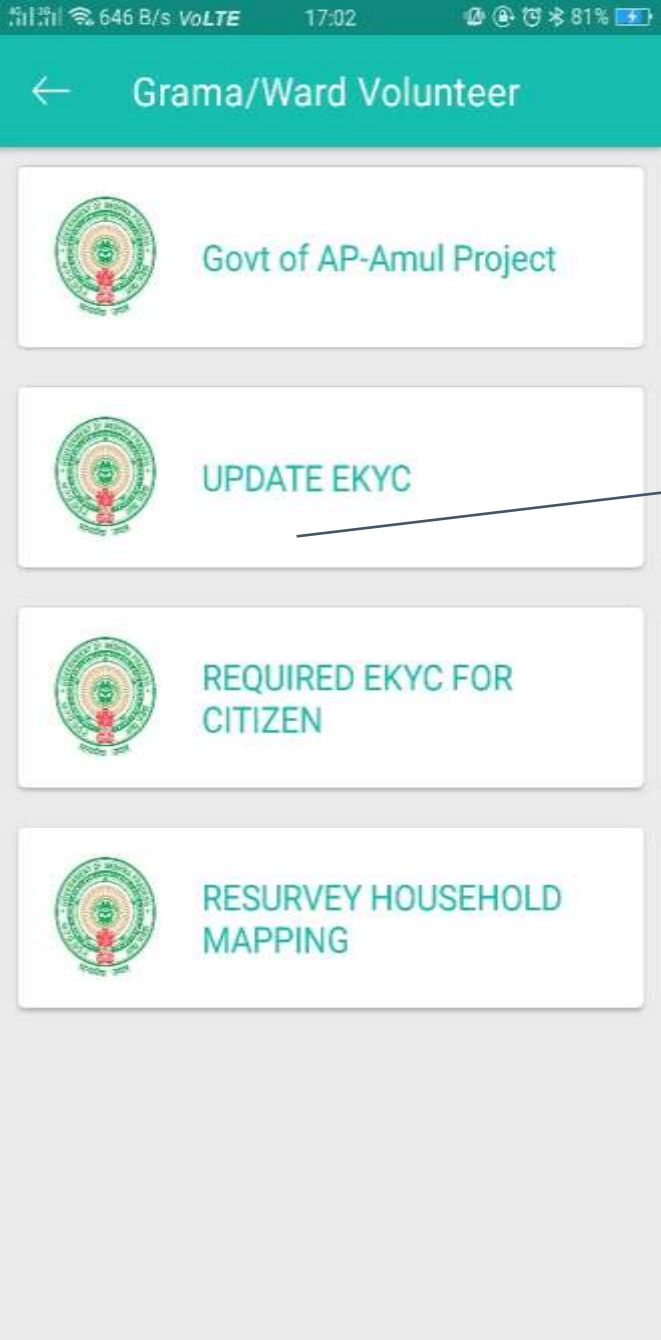 646 B/s VoLTE 17:02 81%
Grama/Ward Volunteer
Govt of AP-Amul Project
UPDATE EKYC
REQUIRED EKYC FOR
CITIZEN
RESURVEY HOUSEHOLD
MAPPING